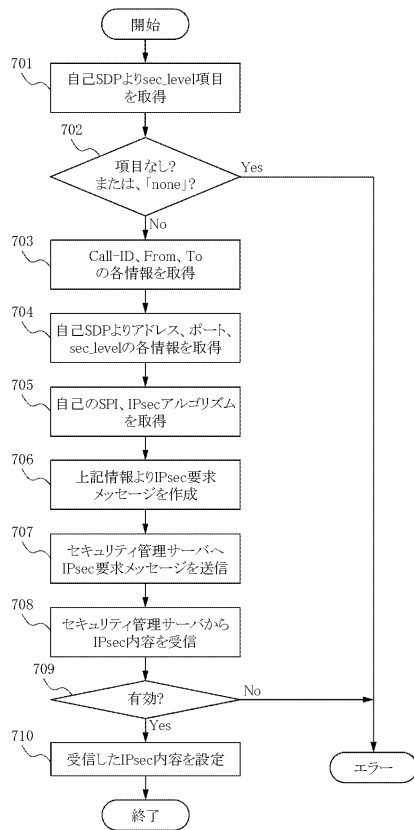 開始
701
自己SDPよりsec_level項目
を取得
702
項目なし?
または、「none」?
Yes
No
703
Call-ID、From、To
の各情報を取得
704
自己SDPよりアドレス、ポート、
sec_levelの各情報を取得
705
自己のSPI、IPsecアルゴリズム
を取得
706
上記情報よりIPsec要求
メッセージを作成
707
セキュリティ管理サーバへ
IPsec要求メッセージを送信
708
セキュリティ管理サーバから
IPsec内容を受信
709
有効?
No
Yes
710
受信したIPsec内容を設定
エラー
終了